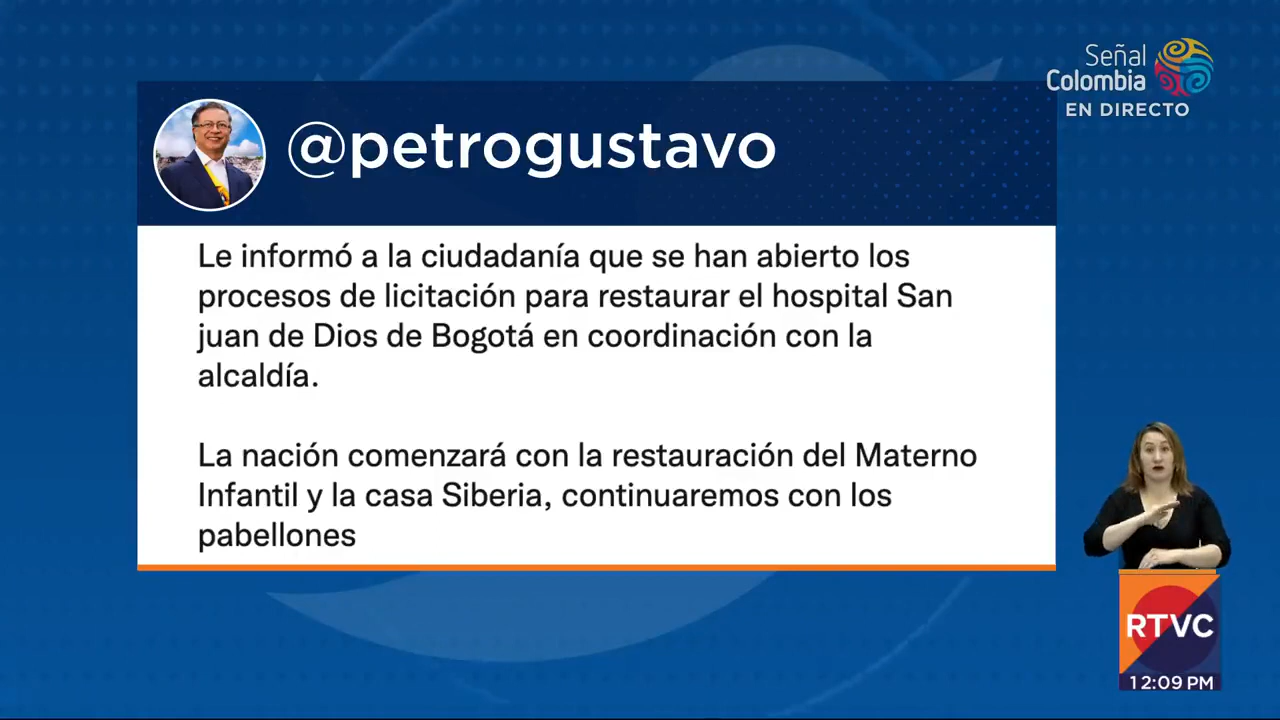 Señal
Colombia
EN DIRECTO
@petrogustavo
Le informó a la ciudadanía que se han abierto los
procesos de licitación para restaurar el hospital San
juan de Dios de Bogotá en coordinación con la
alcaldía.
La nación comenzará con la restauración del Materno
Infantil y la casa Siberia, continuaremos con los
pabellones
RTVC
12:09 PM